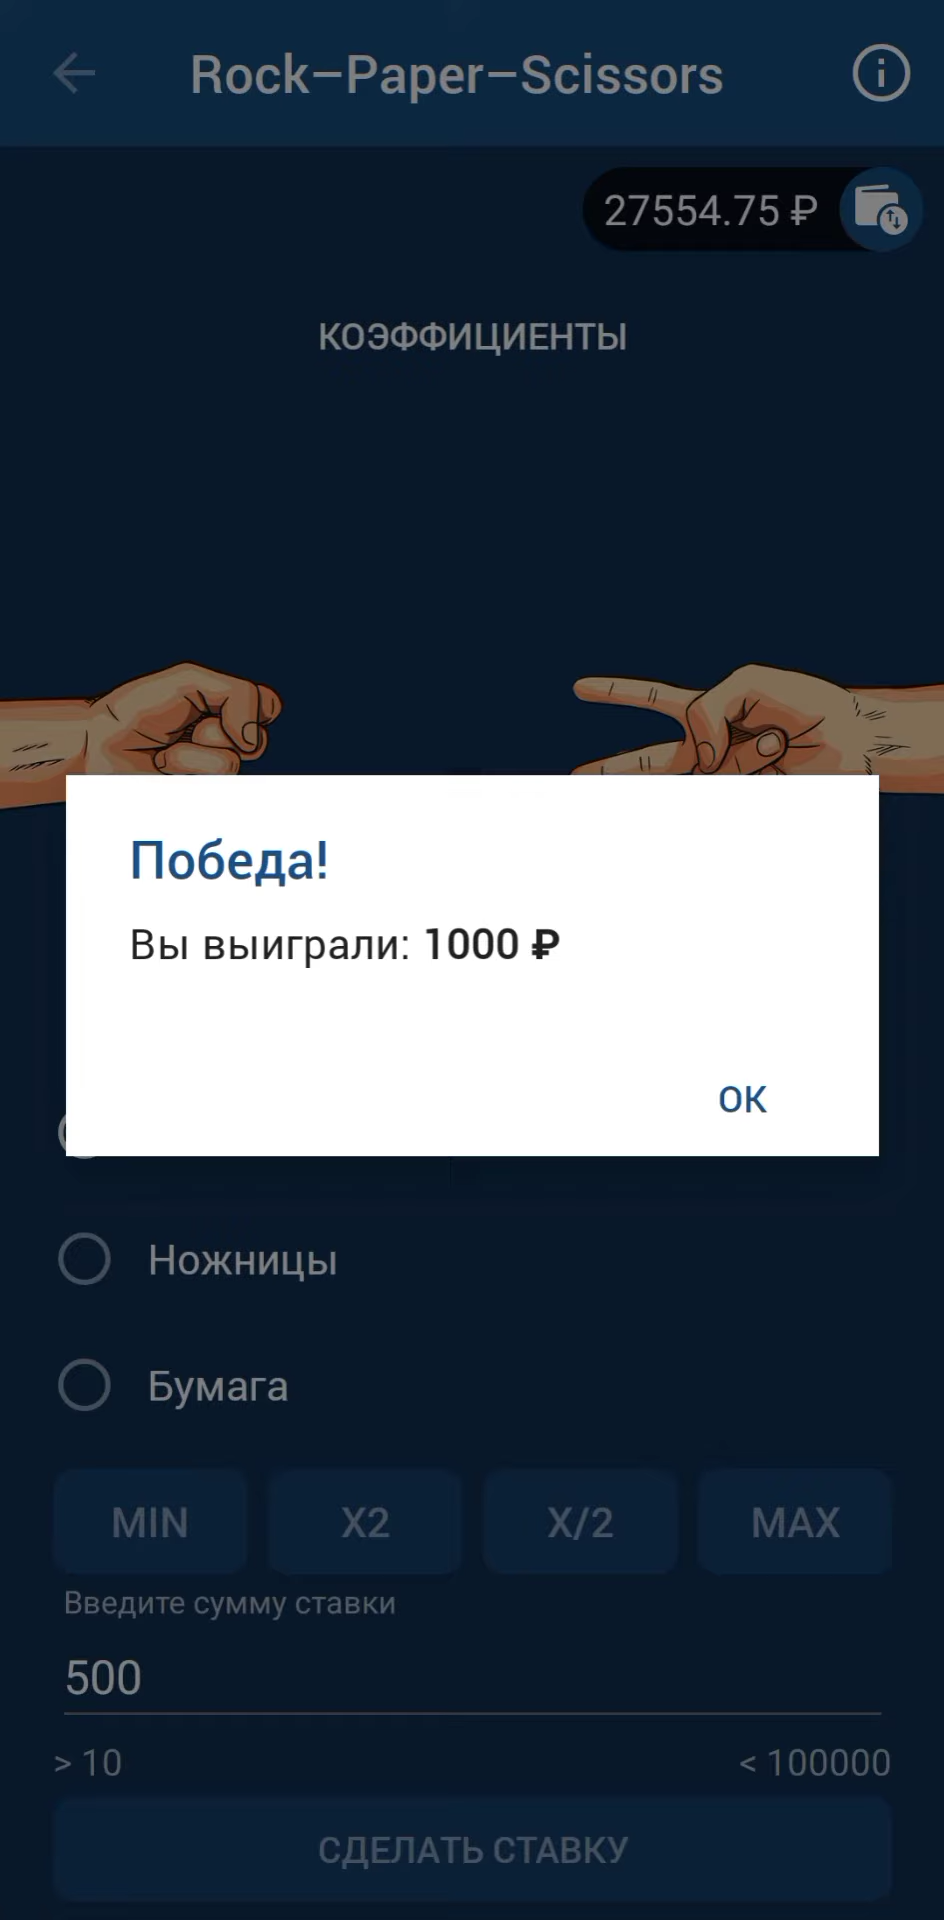 Rock–Paper–Scissors
27554.75 ₽
КОЭФФИЦИЕНТЫ
Победа!
Вы выиграли: 1000 ₽
ОК
Ножницы
Бумага
MIN
X2
X/2
MAX
Введите сумму ставки
500
> 10
< 100000
СДЕЛАТЬ СТАВКУ